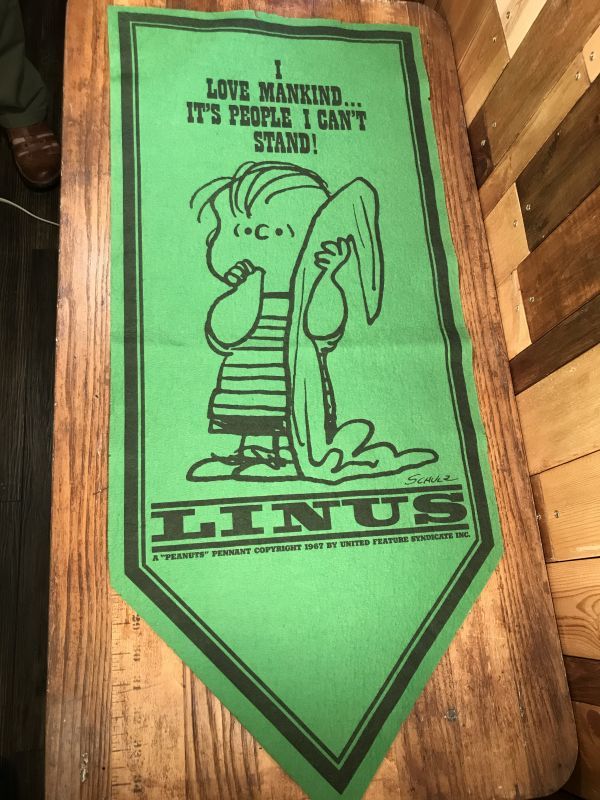 I
LOVE MANKIND...
IT'S PEOPLE I CAN'T
STAND!
SCHULZ
LINUS
A "PEANUTS" PENNANT COPYRIGHT 1967 BY UNITED FEATURE SYNDICATE INC.